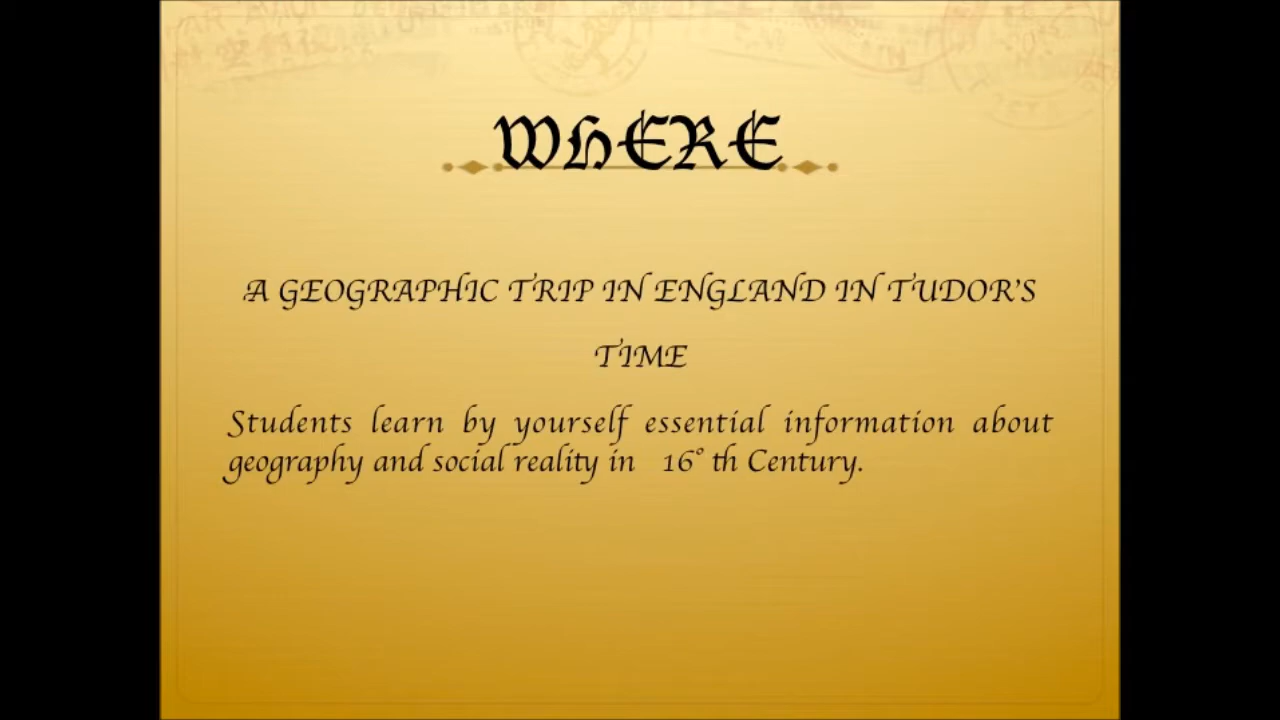 WHERE
A GEOGRAPHIC TRIP IN ENGLAND IN TUDOR'S
TIME
Students learn by yourself essential information about
geography and social reality in 16° th Century.